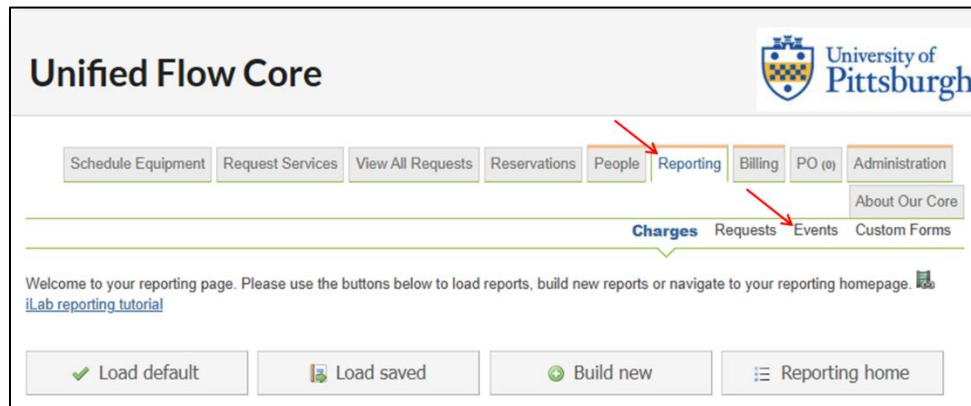 Unified Flow Core
University of
Pittsburgh
Schedule Equipment Request Services View All Requests Reservations People Reporting Billing PO (0) Administration
About Our Core
Charges Requests Events Custom Forms
Welcome to your reporting page. Please use the buttons below to load reports, build new reports or navigate to your reporting homepage.
iLab reporting tutorial
Load default Load saved Build new Reporting home